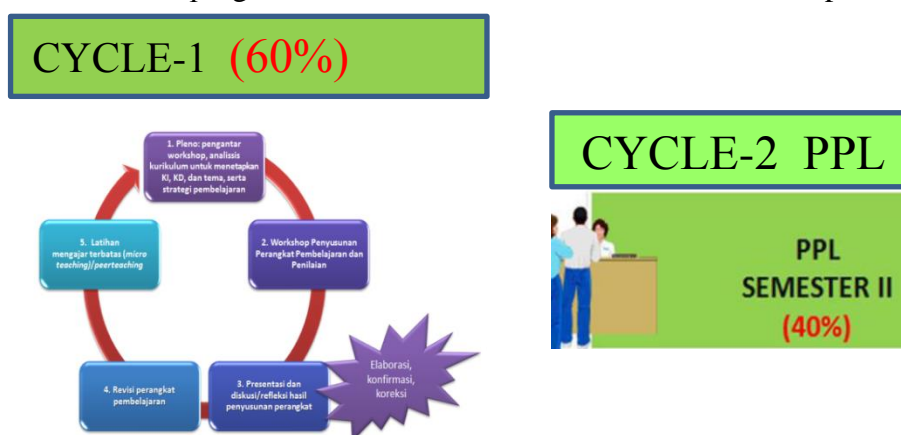 CYCLE-1 (60%)
1. Pleno: pengantar
workshop, analissis
kurikulum untuk menetapkan
KI, KD, dan tema, serta
strategi pembelajaran
2. Workshop Penyusunan
Perangkat Pembelajaran dan
Penilaian
3. Presentasi dan
diskusi/refleksi hasil
penyusunan perangkat
Elaborasi,
konfirmasi,
koreksi
4. Revisi perangkat
pembelajaran
5. Latihan
mengajar terbatas (micro
teaching)/peerteaching
CYCLE-2 PPL
PPL
SEMESTER II
(40%)